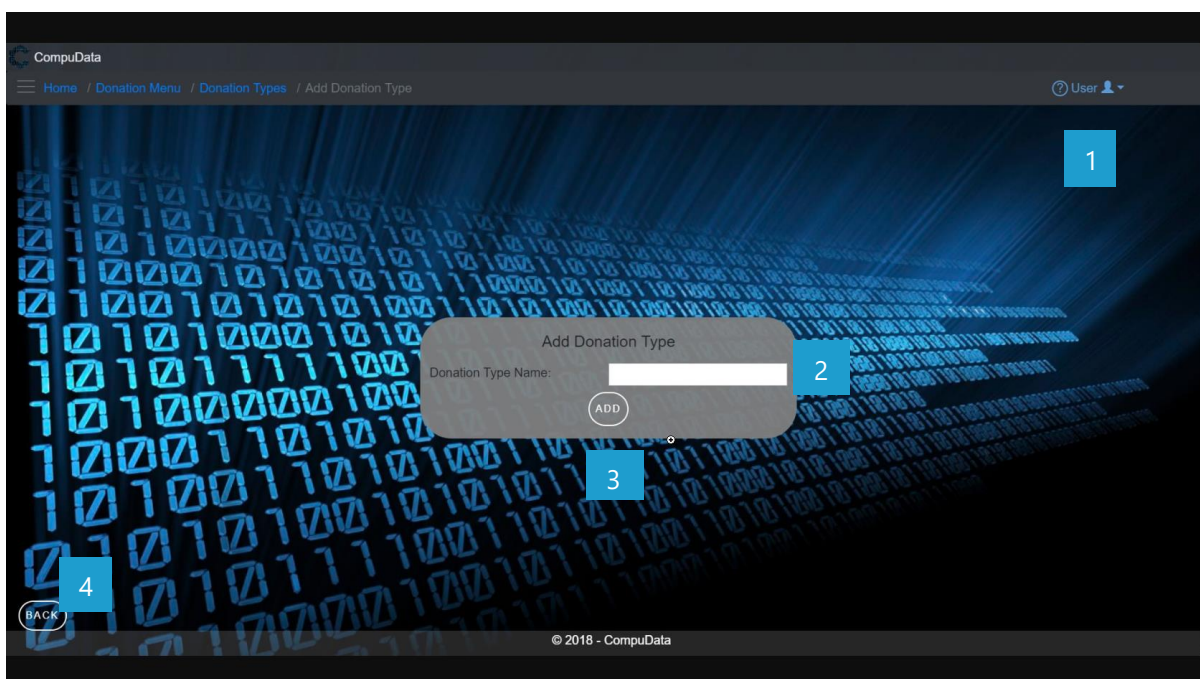 CompuData
Home / Donation Menu / Donation Types / Add Donation Type
? User
1
Add Donation Type
Donation Type Name:
2
ADD
3
4
BACK
© 2018 - CompuData